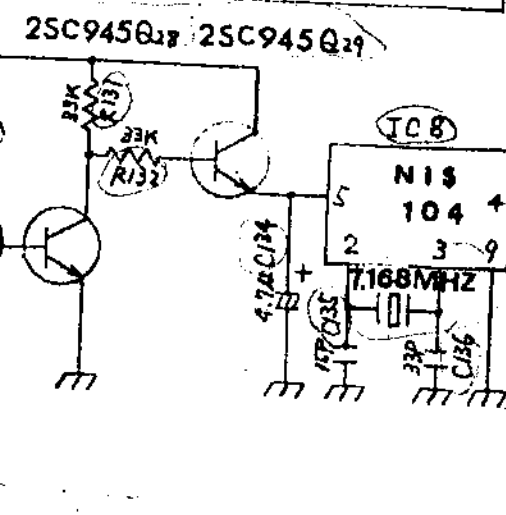 2SC945Q28 2SC945Q29
33K
R131
33K
R132
IC8
NIS
104
5
4
2
3
9
7.168MHZ
4.7µ C134
+
C135
33P C136